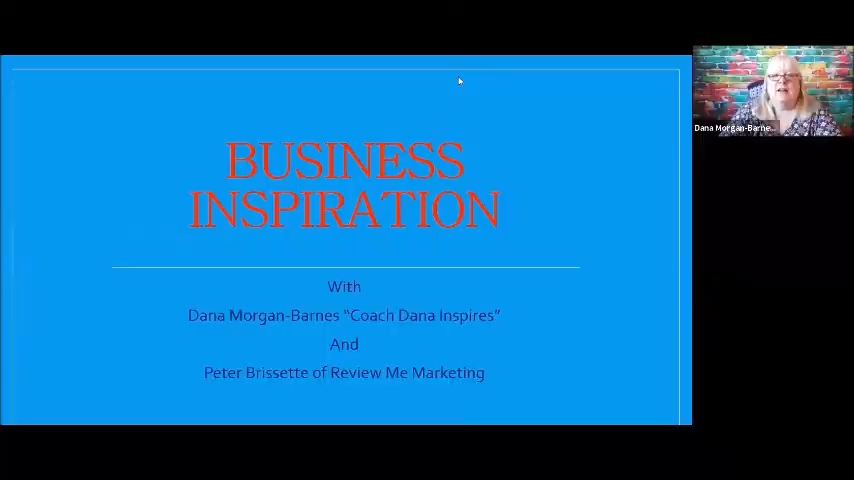 BUSINESS
INSPIRATION
With
Dana Morgan-Barnes “Coach Dana Inspires”
And
Peter Brissette of Review Me Marketing
Dana Morgan-Barne...